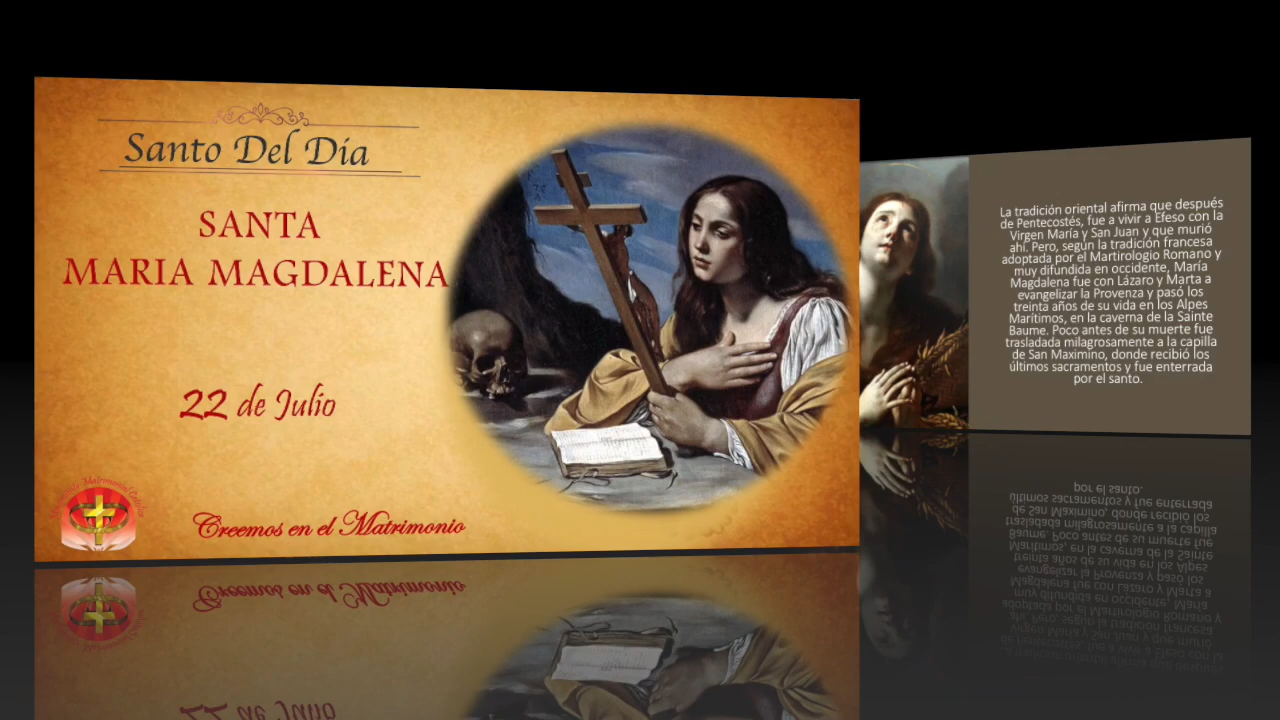 Santo Del Día
SANTA
MARIA MAGDALENA
22 de Julio
Creemos en el Matrimonio
La tradición oriental afirma que después
de Pentecostés, fue a vivir a Efeso con la
Virgen María y San Juan y que murió
ahí. Pero, según la tradición francesa
adoptada por el Martirologio Romano y
muy difundida en occidente, María
Magdalena fue con Lázaro y Marta a
evangelizar la Provenza y pasó los
treinta años de su vida en los Alpes
Marítimos, en la caverna de la Sainte
Baume. Poco antes de su muerte fue
trasladada milagrosamente a la capilla
de San Maximino, donde recibió los
últimos sacramentos y fue enterrada
por el santo.